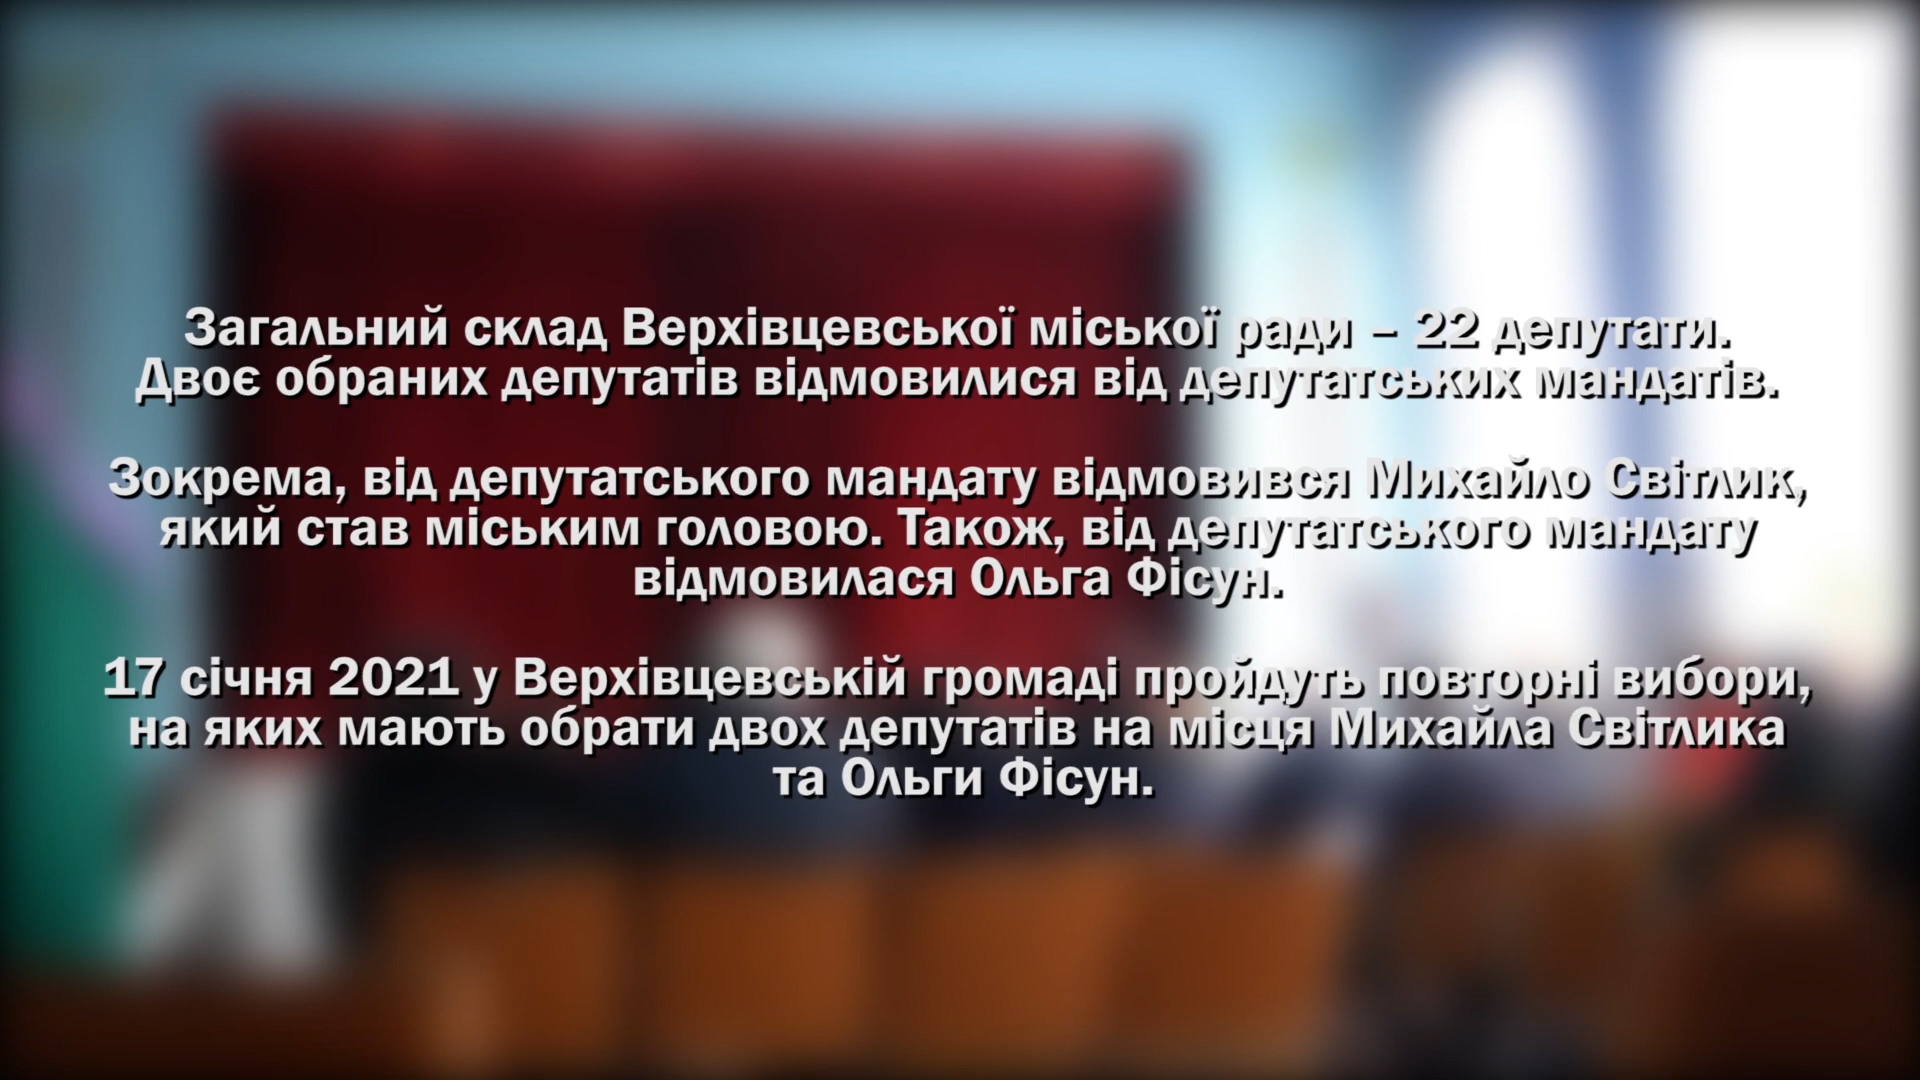 Загальний склад Верхівцевської міської ради – 22 депутати.
Двоє обраних депутатів відмовилися від депутатських мандатів.
Зокрема, від депутатського мандату відмовився Михайло Світлик,
який став міським головою. Також, від депутатського мандату
відмовилася Ольга Фісун.
17 січня 2021 у Верхівцевській громаді пройдуть повторні вибори,
на яких мають обрати двох депутатів на місця Михайла Світлика
та Ольги Фісун.